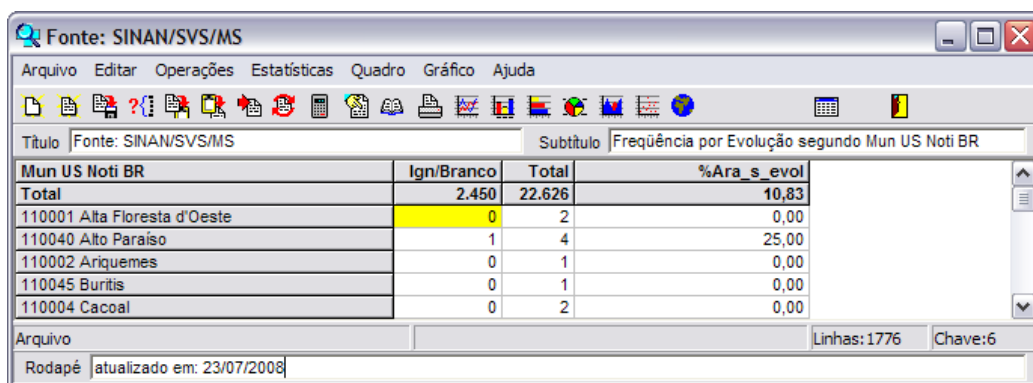 Fonte: SINAN/SVS/MS
Arquivo Editar Operações Estatísticas Quadro Gráfico Ajuda
Título Fonte: SINAN/SVS/MS Subtítulo Freqüência por Evolução segundo Mun US Noti BR
Mun US Noti BR Ign/Branco Total %Ara_s_evol
Total 2.450 22.626 10,83
110001 Alta Floresta d'Oeste 0 2 0,00
110040 Alto Paraíso 1 4 25,00
110002 Ariquemes 0 1 0,00
110045 Buritis 0 1 0,00
110004 Cacoal 0 2 0,00
Arquivo Linhas:1776 Chave:6
Rodapé atualizado em: 23/07/2008